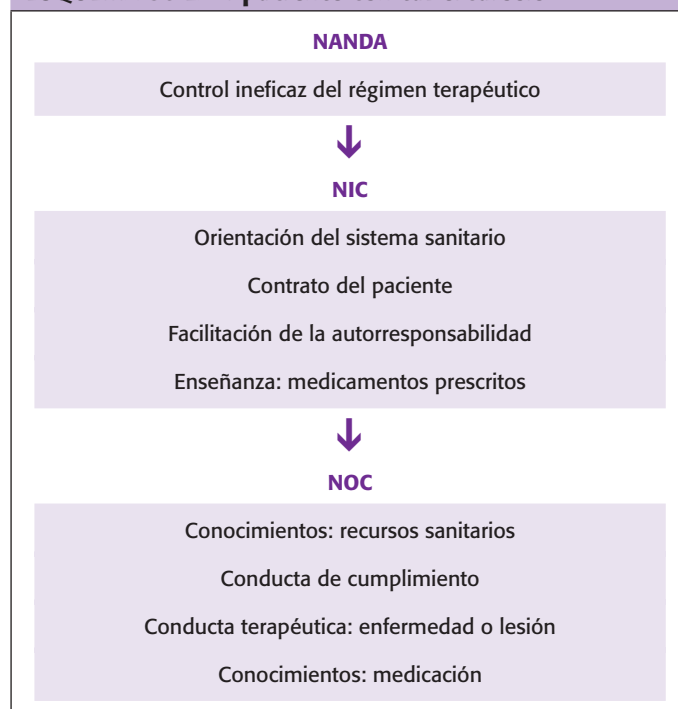 NANDA
Control ineficaz del régimen terapéutico
NIC
Orientación del sistema sanitario
Contrato del paciente
Facilitación de la autorresponsabilidad
Enseñanza: medicamentos prescritos
NOC
Conocimientos: recursos sanitarios
Conducta de cumplimiento
Conducta terapéutica: enfermedad o lesión
Conocimientos: medicación